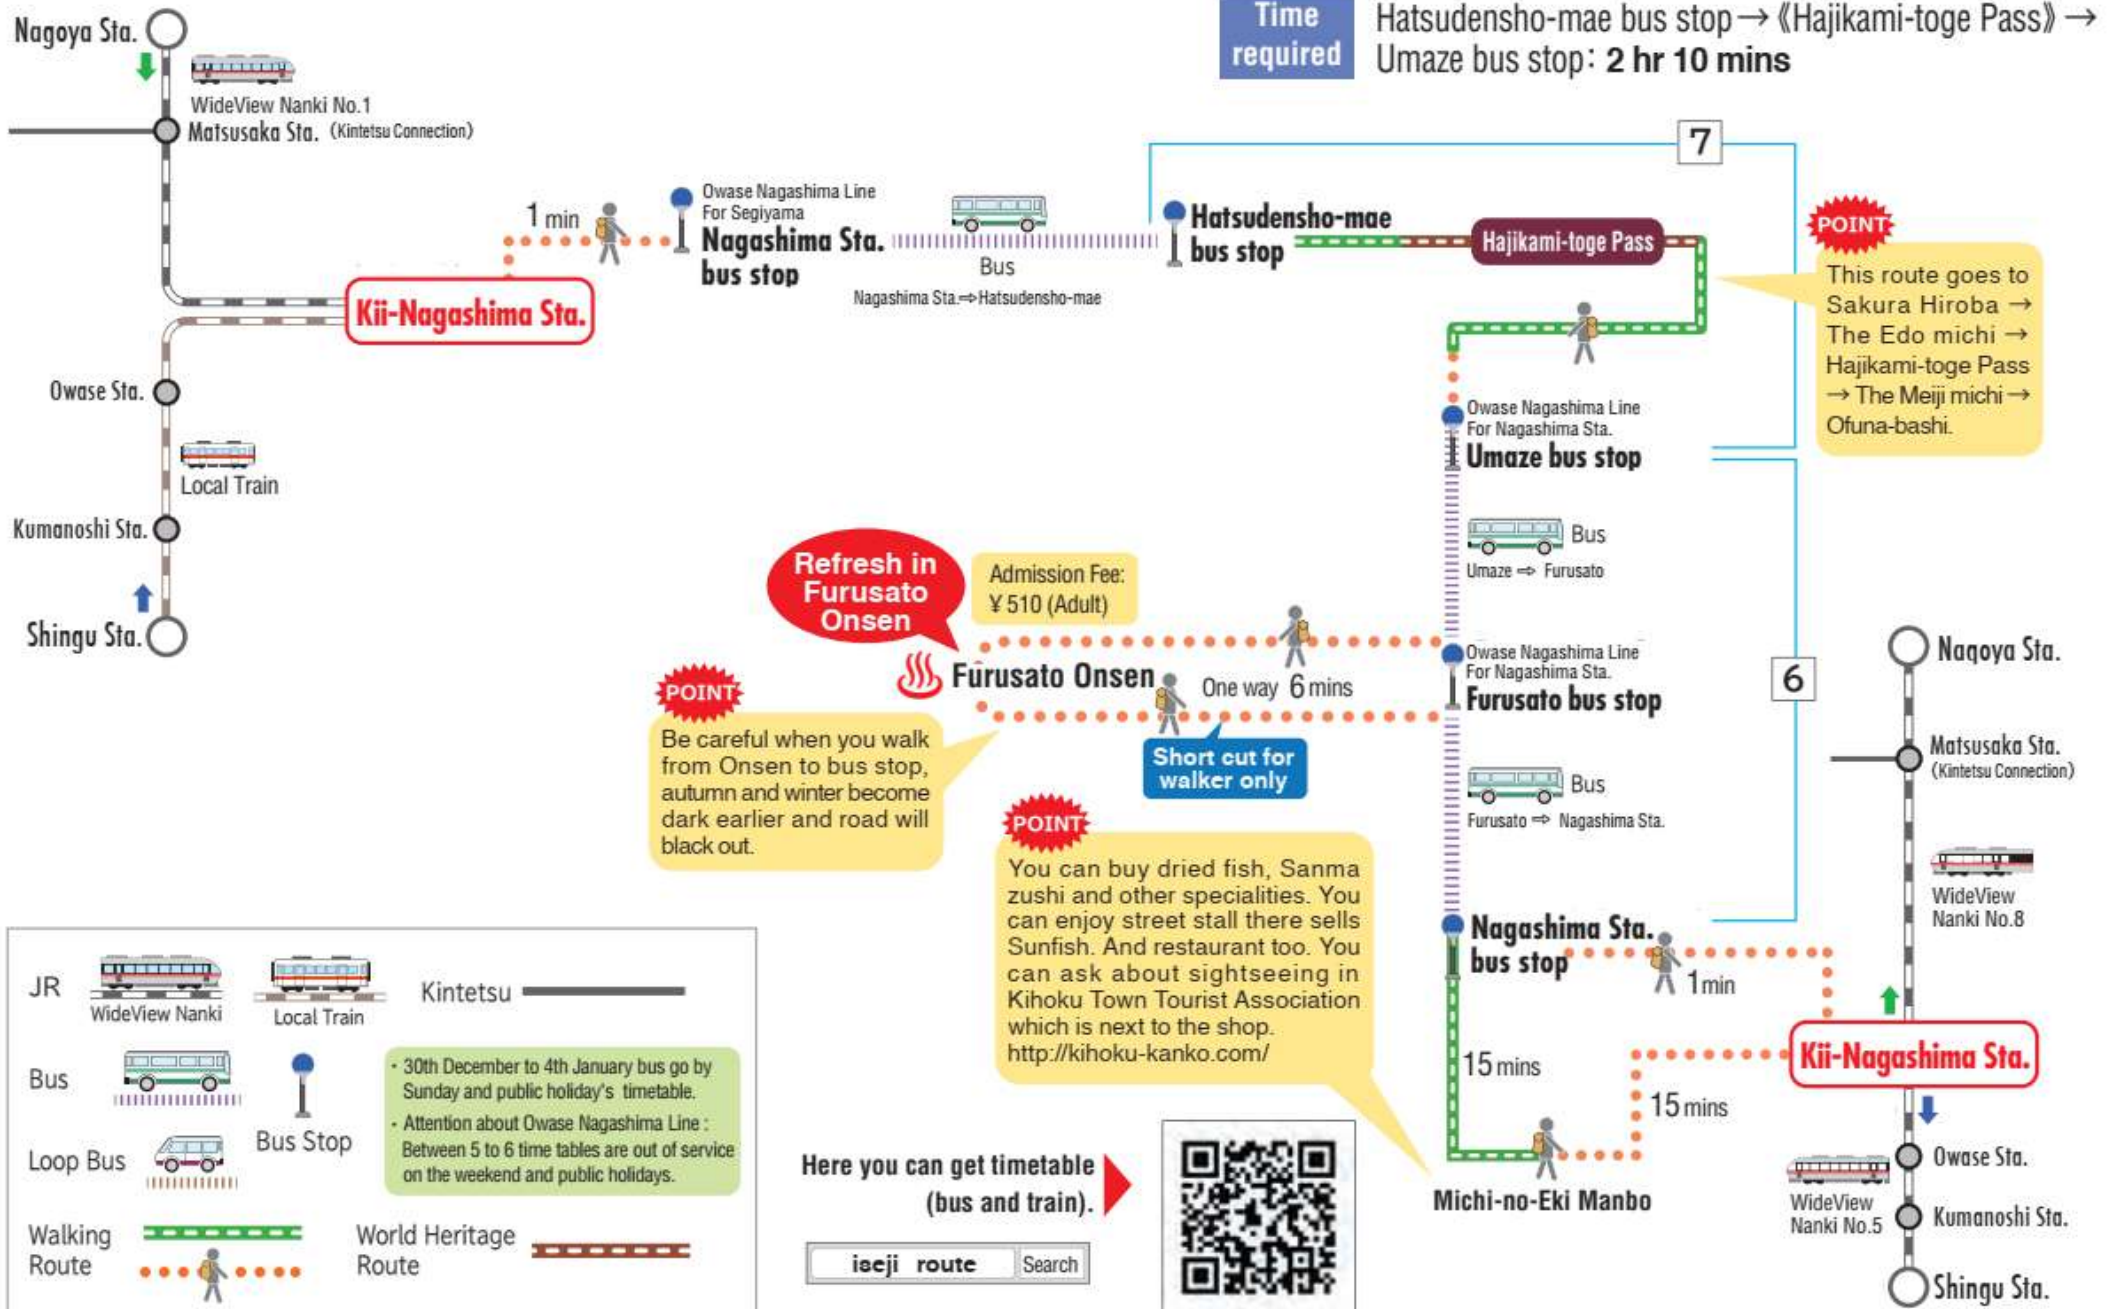 Time
required
Hatsudensho-mae bus stop → 《Hajikami-toge Pass》 →
Umaze bus stop: 2 hr 10 mins
Nagoya Sta.
WideView Nanki No.1
Matsusaka Sta. (Kintetsu Connection)
Kii-Nagashima Sta.
Owase Sta.
Local Train
Kumanoshi Sta.
Shingu Sta.
1 min
Owase Nagashima Line
For Segiyama
Nagashima Sta.
bus stop
Bus
Nagashima Sta.⇨Hatsudensho-mae
Hatsudensho-mae
bus stop
Hajikami-toge Pass
7
POINT
This route goes to
Sakura Hiroba →
The Edo michi →
Hajikami-toge Pass
→ The Meiji michi →
Ofuna-bashi.
Owase Nagashima Line
For Nagashima Sta.
Umaze bus stop
Bus
Umaze ⇨ Furusato
Refresh in
Furusato
Onsen
Admission Fee:
¥ 510 (Adult)
Furusato Onsen
One way 6 mins
Short cut for
walker only
Owase Nagashima Line
For Nagashima Sta.
Furusato bus stop
6
POINT
Be careful when you walk
from Onsen to bus stop,
autumn and winter become
dark earlier and road will
black out.
Bus
Furusato ⇨ Nagashima Sta.
POINT
You can buy dried fish, Sanma
zushi and other specialities. You
can enjoy street stall there sells
Sunfish. And restaurant too. You
can ask about sightseeing in
Kihoku Town Tourist Association
which is next to the shop.
http://kihoku-kanko.com/
Nagashima Sta.
bus stop
1min
15 mins
15 mins
Michi-no-Eki Manbo
Nagoya Sta.
Matsusaka Sta.
(Kintetsu Connection)
WideView
Nanki No.8
Kii-Nagashima Sta.
Owase Sta.
WideView
Nanki No.5
Kumanoshi Sta.
Shingu Sta.
JR
WideView Nanki
Local Train
Kintetsu
Bus
Bus Stop
Loop Bus
・30th December to 4th January bus go by
Sunday and public holiday's timetable.
・Attention about Owase Nagashima Line :
Between 5 to 6 time tables are out of service
on the weekend and public holidays.
Walking
Route
World Heritage
Route
Here you can get timetable
(bus and train).
iseji route
Search